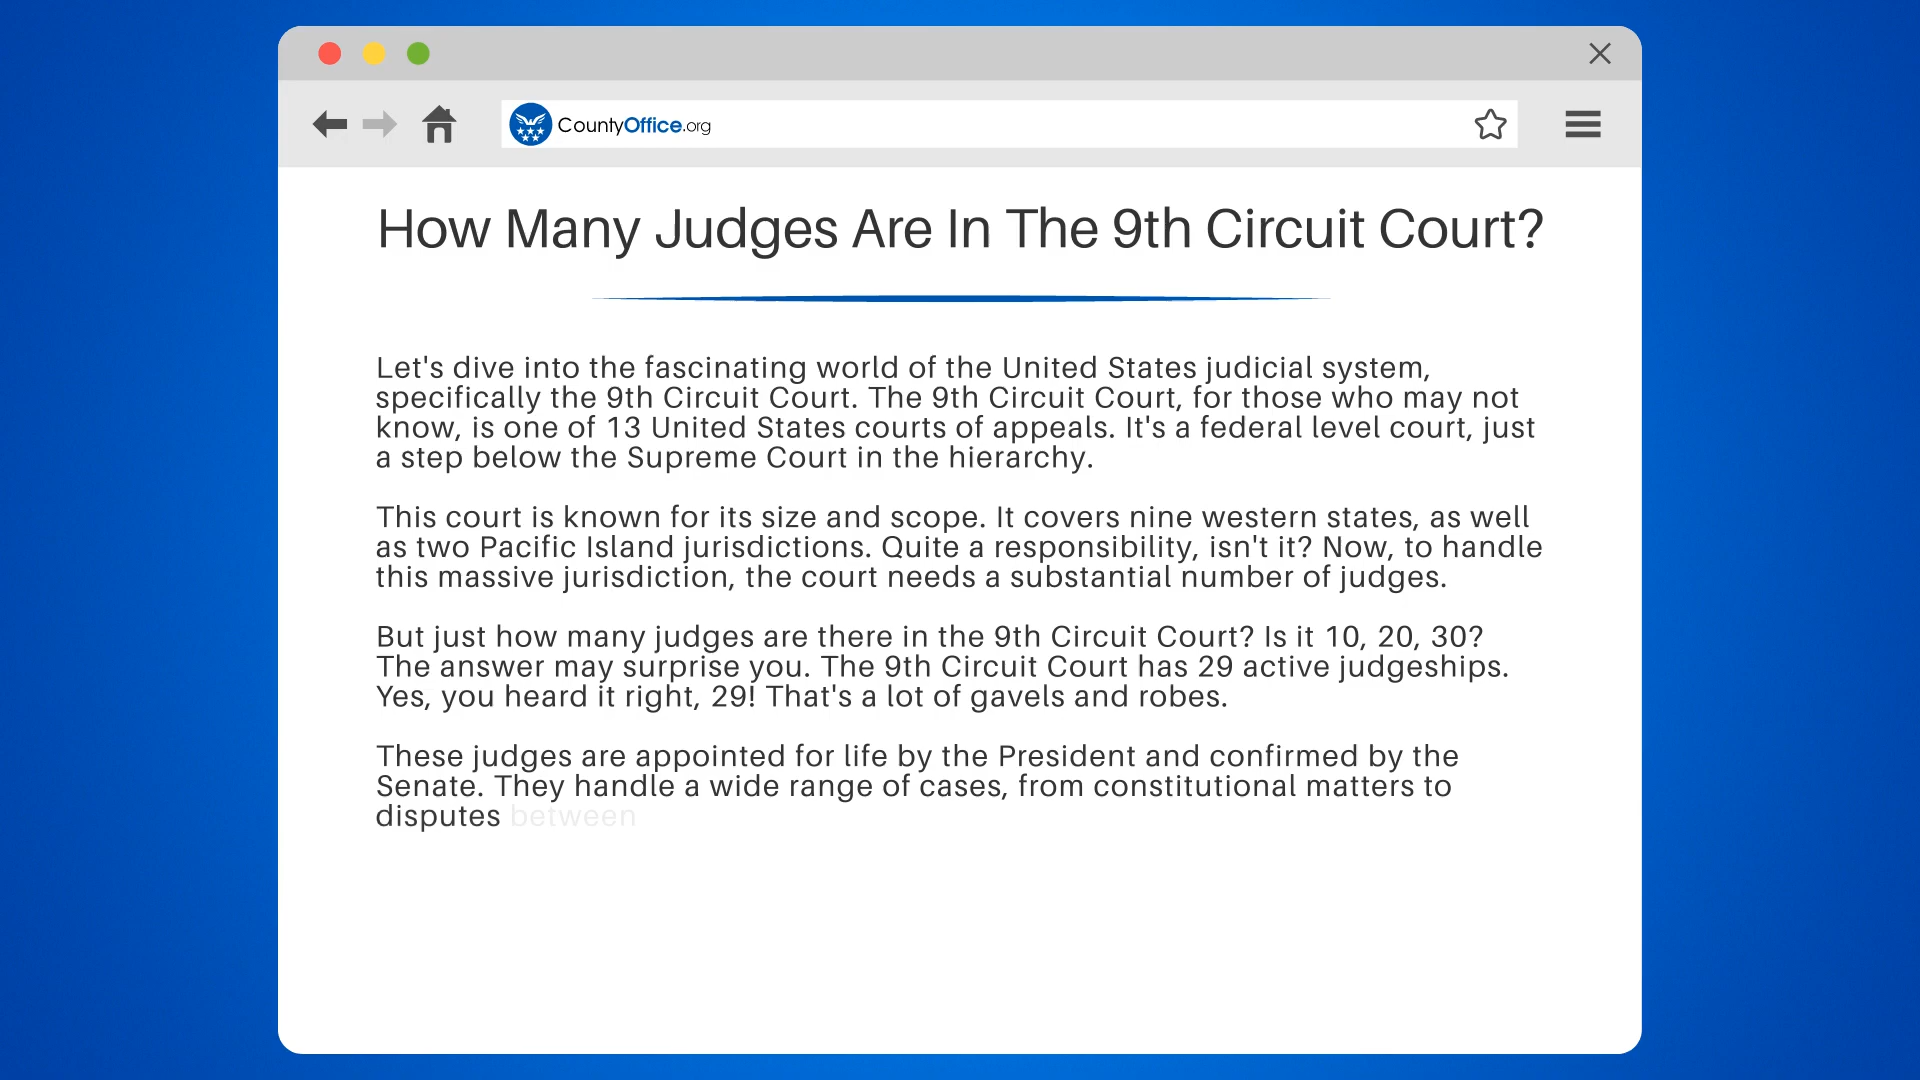 CountyOffice.org
How Many Judges Are In The 9th Circuit Court?
Let's dive into the fascinating world of the United States judicial system,
specifically the 9th Circuit Court. The 9th Circuit Court, for those who may not
know, is one of 13 United States courts of appeals. It's a federal level court, just
a step below the Supreme Court in the hierarchy.
This court is known for its size and scope. It covers nine western states, as well
as two Pacific Island jurisdictions. Quite a responsibility, isn't it? Now, to handle
this massive jurisdiction, the court needs a substantial number of judges.
But just how many judges are there in the 9th Circuit Court? Is it 10, 20, 30?
The answer may surprise you. The 9th Circuit Court has 29 active judgeships.
Yes, you heard it right, 29! That's a lot of gavels and robes.
These judges are appointed for life by the President and confirmed by the
Senate. They handle a wide range of cases, from constitutional matters to
disputes between